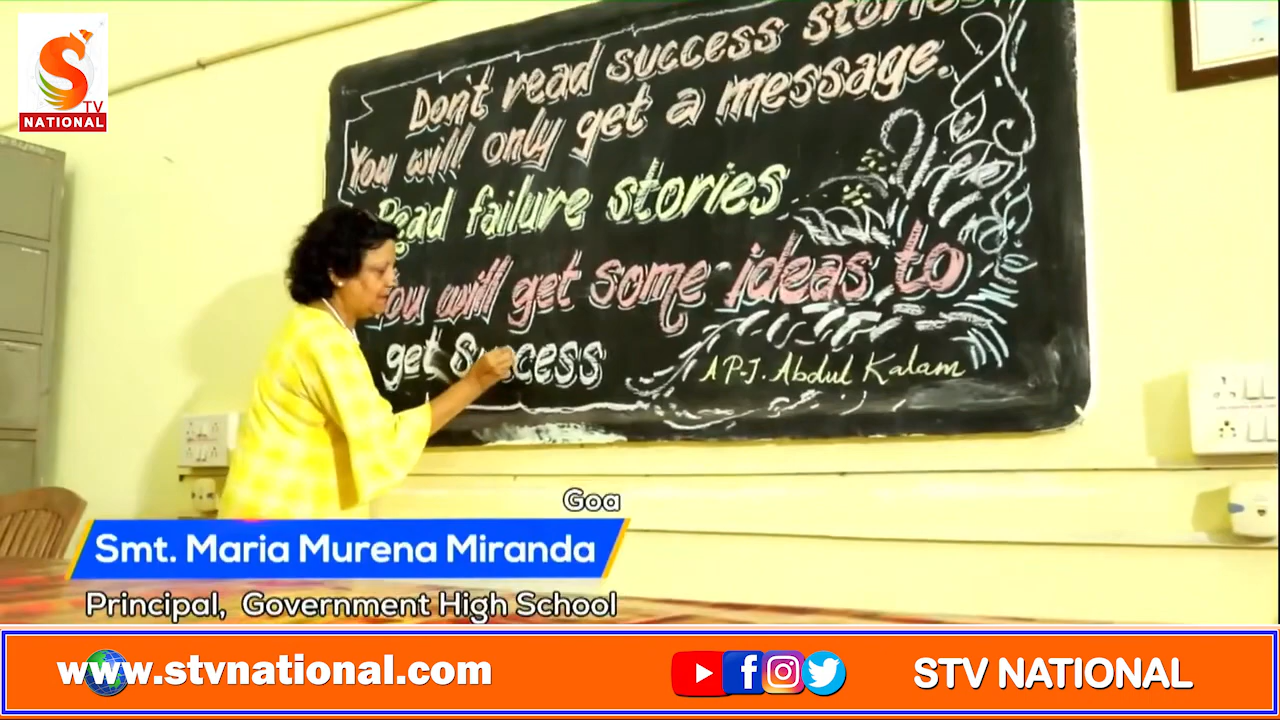 S
TV
NATIONAL
Don't read success stories
You will only get a message.
Read failure stories
You will get some ideas to
get success
A P.J. Abdul Kalam
Goa
Smt. Maria Murena Miranda
Principal, Government High School
www.stvnational.com
STV NATIONAL